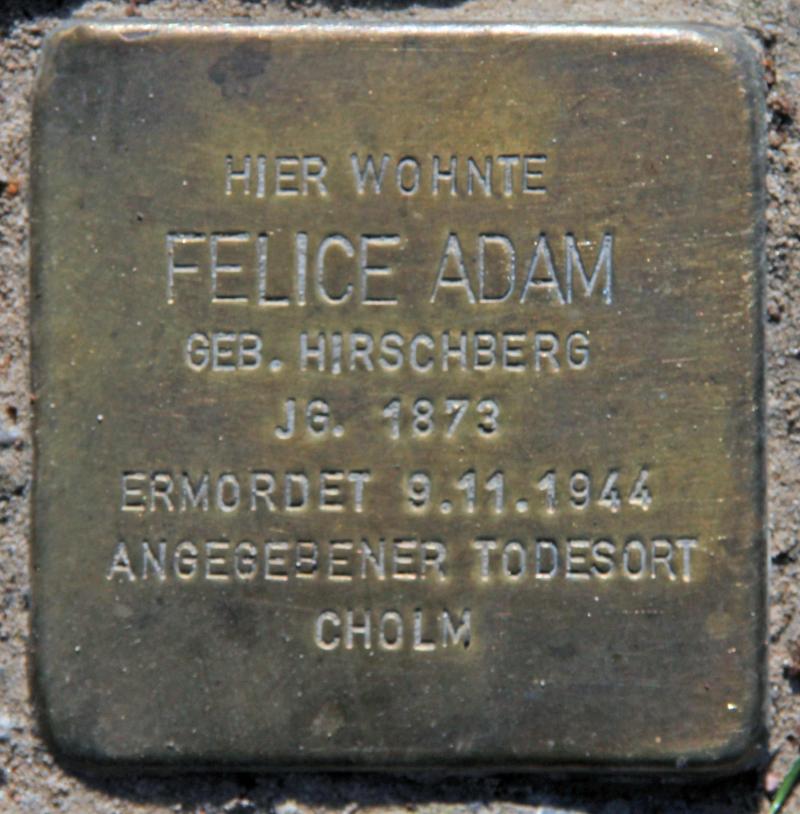 HIER WOHNTE
FELICE ADAM
GEB. HIRSCHBERG
JG. 1873
ERMORDET 9.11.1944
ANGEGEBENER TODESORT
CHOLM